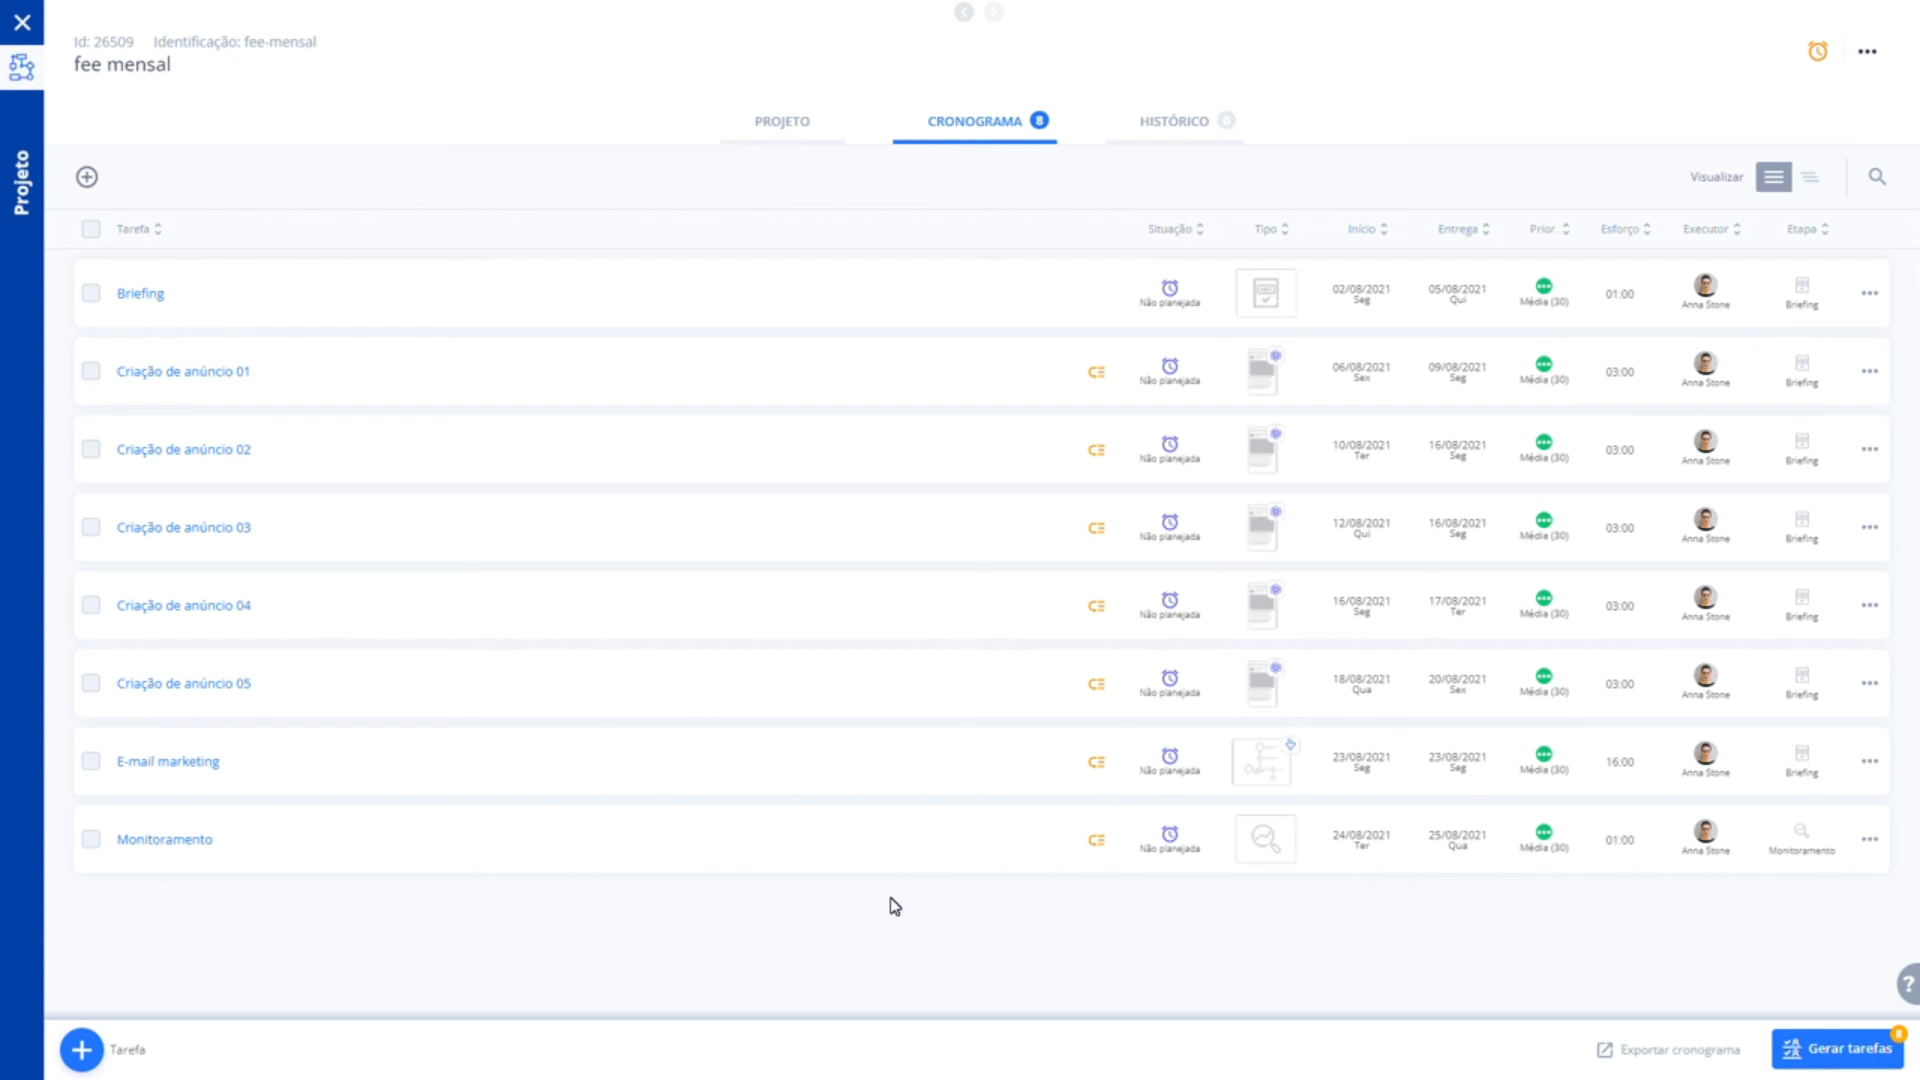 Id: 26509 Identificação: fee-mensal
fee mensal
Projeto
PROJETO CRONOGRAMA 8 HISTÓRICO 0
Visualizar
Tarefa Situação Tipo Início Entrega Prior. Esforço Executor Etapa
Briefing Não planejada 02/08/2021 Seg 05/08/2021 Qui Média (30) 01:00 Anna Stone Briefing
Criação de anúncio 01 Não planejada 06/08/2021 Sex 09/08/2021 Seg Média (30) 03:00 Anna Stone Briefing
Criação de anúncio 02 Não planejada 10/08/2021 Ter 16/08/2021 Seg Média (30) 03:00 Anna Stone Briefing
Criação de anúncio 03 Não planejada 12/08/2021 Qui 16/08/2021 Seg Média (30) 03:00 Anna Stone Briefing
Criação de anúncio 04 Não planejada 16/08/2021 Seg 17/08/2021 Ter Média (30) 03:00 Anna Stone Briefing
Criação de anúncio 05 Não planejada 18/08/2021 Qua 20/08/2021 Sex Média (30) 03:00 Anna Stone Briefing
E-mail marketing Não planejada 23/08/2021 Seg 23/08/2021 Seg Média (30) 16:00 Anna Stone Briefing
Monitoramento Não planejada 24/08/2021 Ter 25/08/2021 Qua Média (30) 01:00 Anna Stone Monitoramento
?
Tarefa Exportar cronograma Gerar tarefas 8